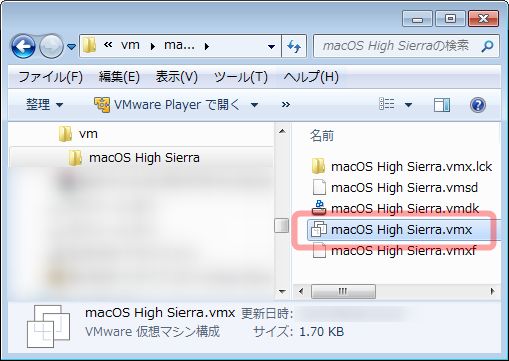 vm
ma...
macOS High Sierraの検索
ファイル(F) 編集(E) 表示(V) ツール(T) ヘルプ(H)
整理
VMware Player で開く
»
vm
macOS High Sierra
名前
macOS High Sierra.vmx.lck
macOS High Sierra.vmsd
macOS High Sierra.vmdk
macOS High Sierra.vmx
macOS High Sierra.vmxf
macOS High Sierra.vmx 更新日時:
VMware 仮想マシン構成 サイズ: 1.70 KB